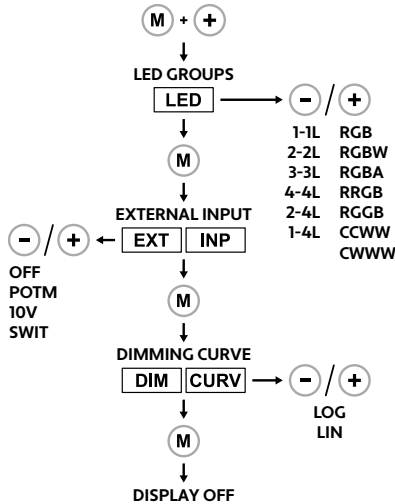 M + +
LED GROUPS
LED
- / +
1-1L RGB
2-2L RGBW
3-3L RGBA
4-4L RRGB
2-4L RGGB
1-4L CCWW
CWWW
M
EXTERNAL INPUT
- / + EXT INP
OFF
POTM
10V
SWIT
M
DIMMING CURVE
DIM CURV - / +
LOG
LIN
M
DISPLAY OFF